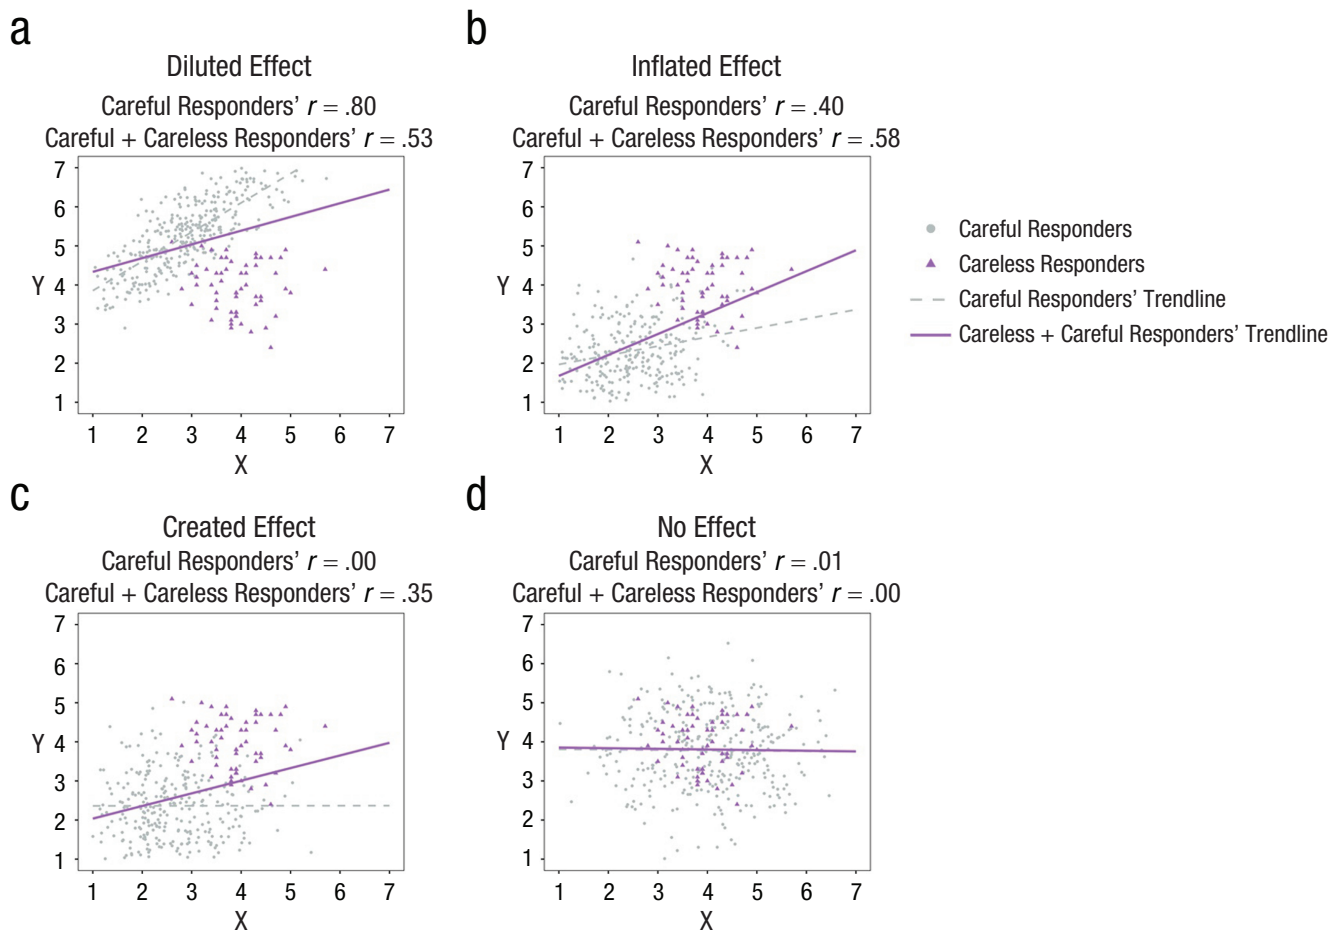 a
Diluted Effect
Careful Responders' r = .80
Careful + Careless Responders' r = .53
7
6
5
4
3
2
1
Y
1 2 3 4 5 6 7
X
b
Inflated Effect
Careful Responders' r = .40
Careful + Careless Responders' r = .58
7
6
5
4
3
2
1
Y
1 2 3 4 5 6 7
X
Careful Responders
Careless Responders
Careful Responders' Trendline
Careless + Careful Responders' Trendline
c
Created Effect
Careful Responders' r = .00
Careful + Careless Responders' r = .35
7
6
5
4
3
2
1
Y
1 2 3 4 5 6 7
X
d
No Effect
Careful Responders' r = .01
Careful + Careless Responders' r = .00
7
6
5
4
3
2
1
Y
1 2 3 4 5 6 7
X